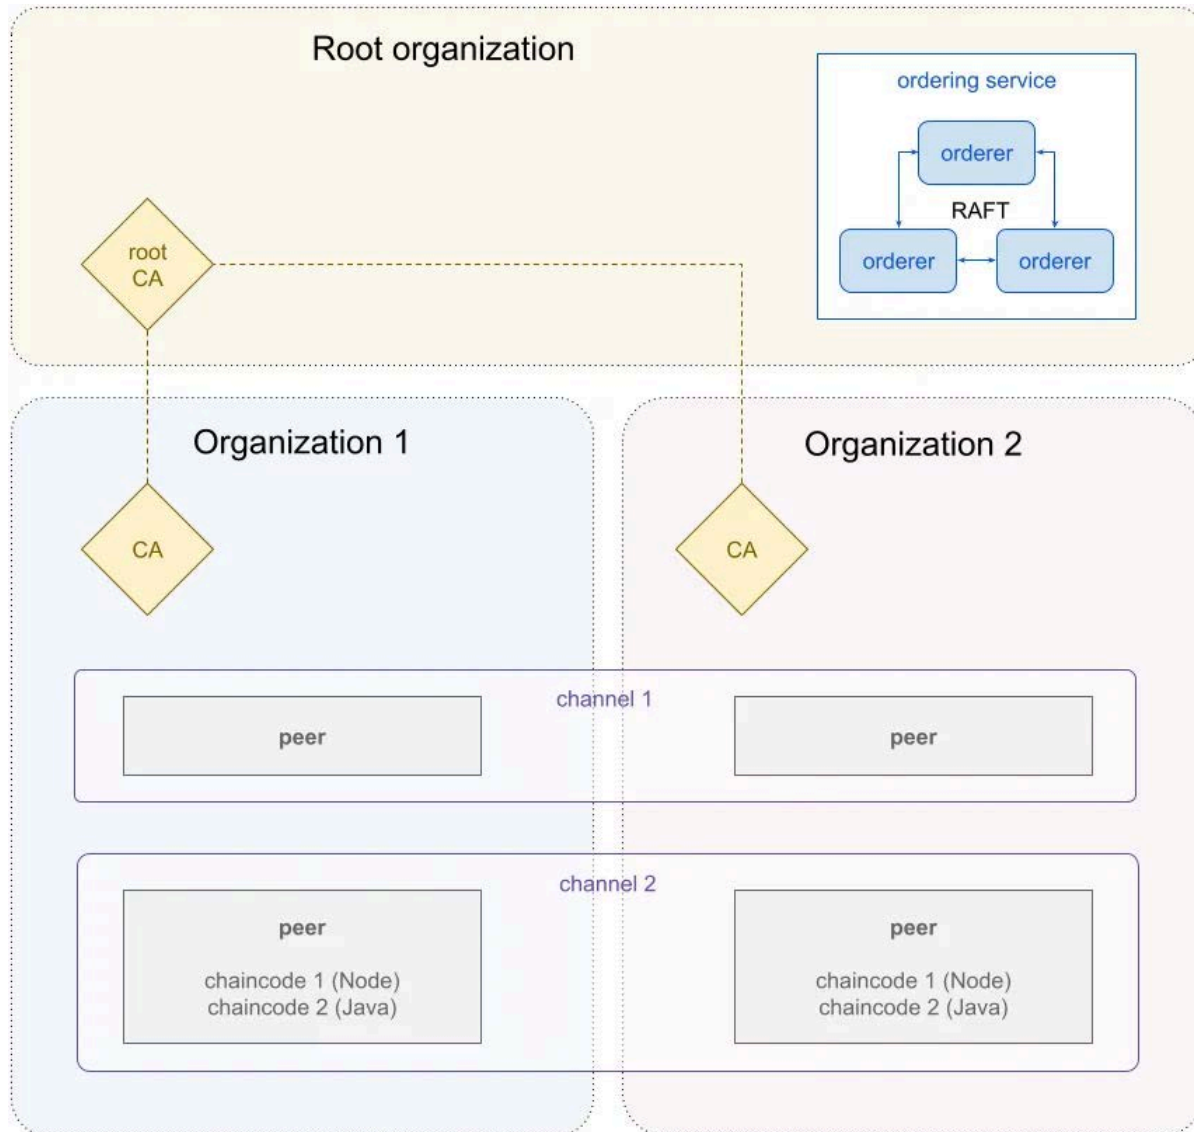 Root organization
ordering service
orderer
RAFT
orderer
orderer
root
CA
Organization 1
Organization 2
CA
CA
channel 1
peer
peer
channel 2
peer
chaincode 1 (Node)
chaincode 2 (Java)
peer
chaincode 1 (Node)
chaincode 2 (Java)